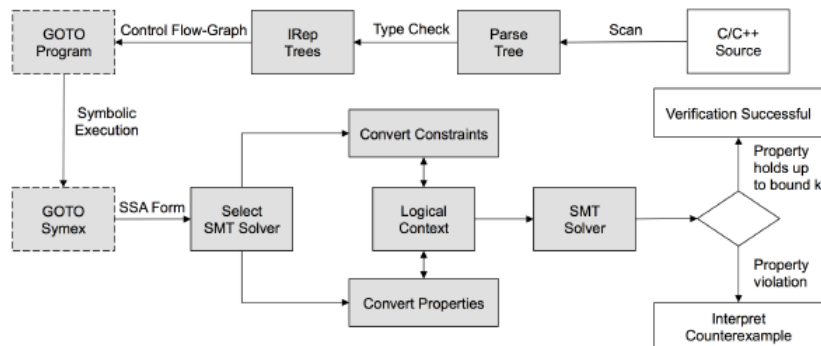 GOTO
Program
Control Flow-Graph
IRep
Trees
Type Check
Parse
Tree
Scan
C/C++
Source
Symbolic
Execution
Convert Constraints
Verification Successful
Property
holds up
to bound k
GOTO
Symex
SSA Form
Select
SMT Solver
Logical
Context
SMT
Solver
Convert Properties
Property
violation
Interpret
Counterexample